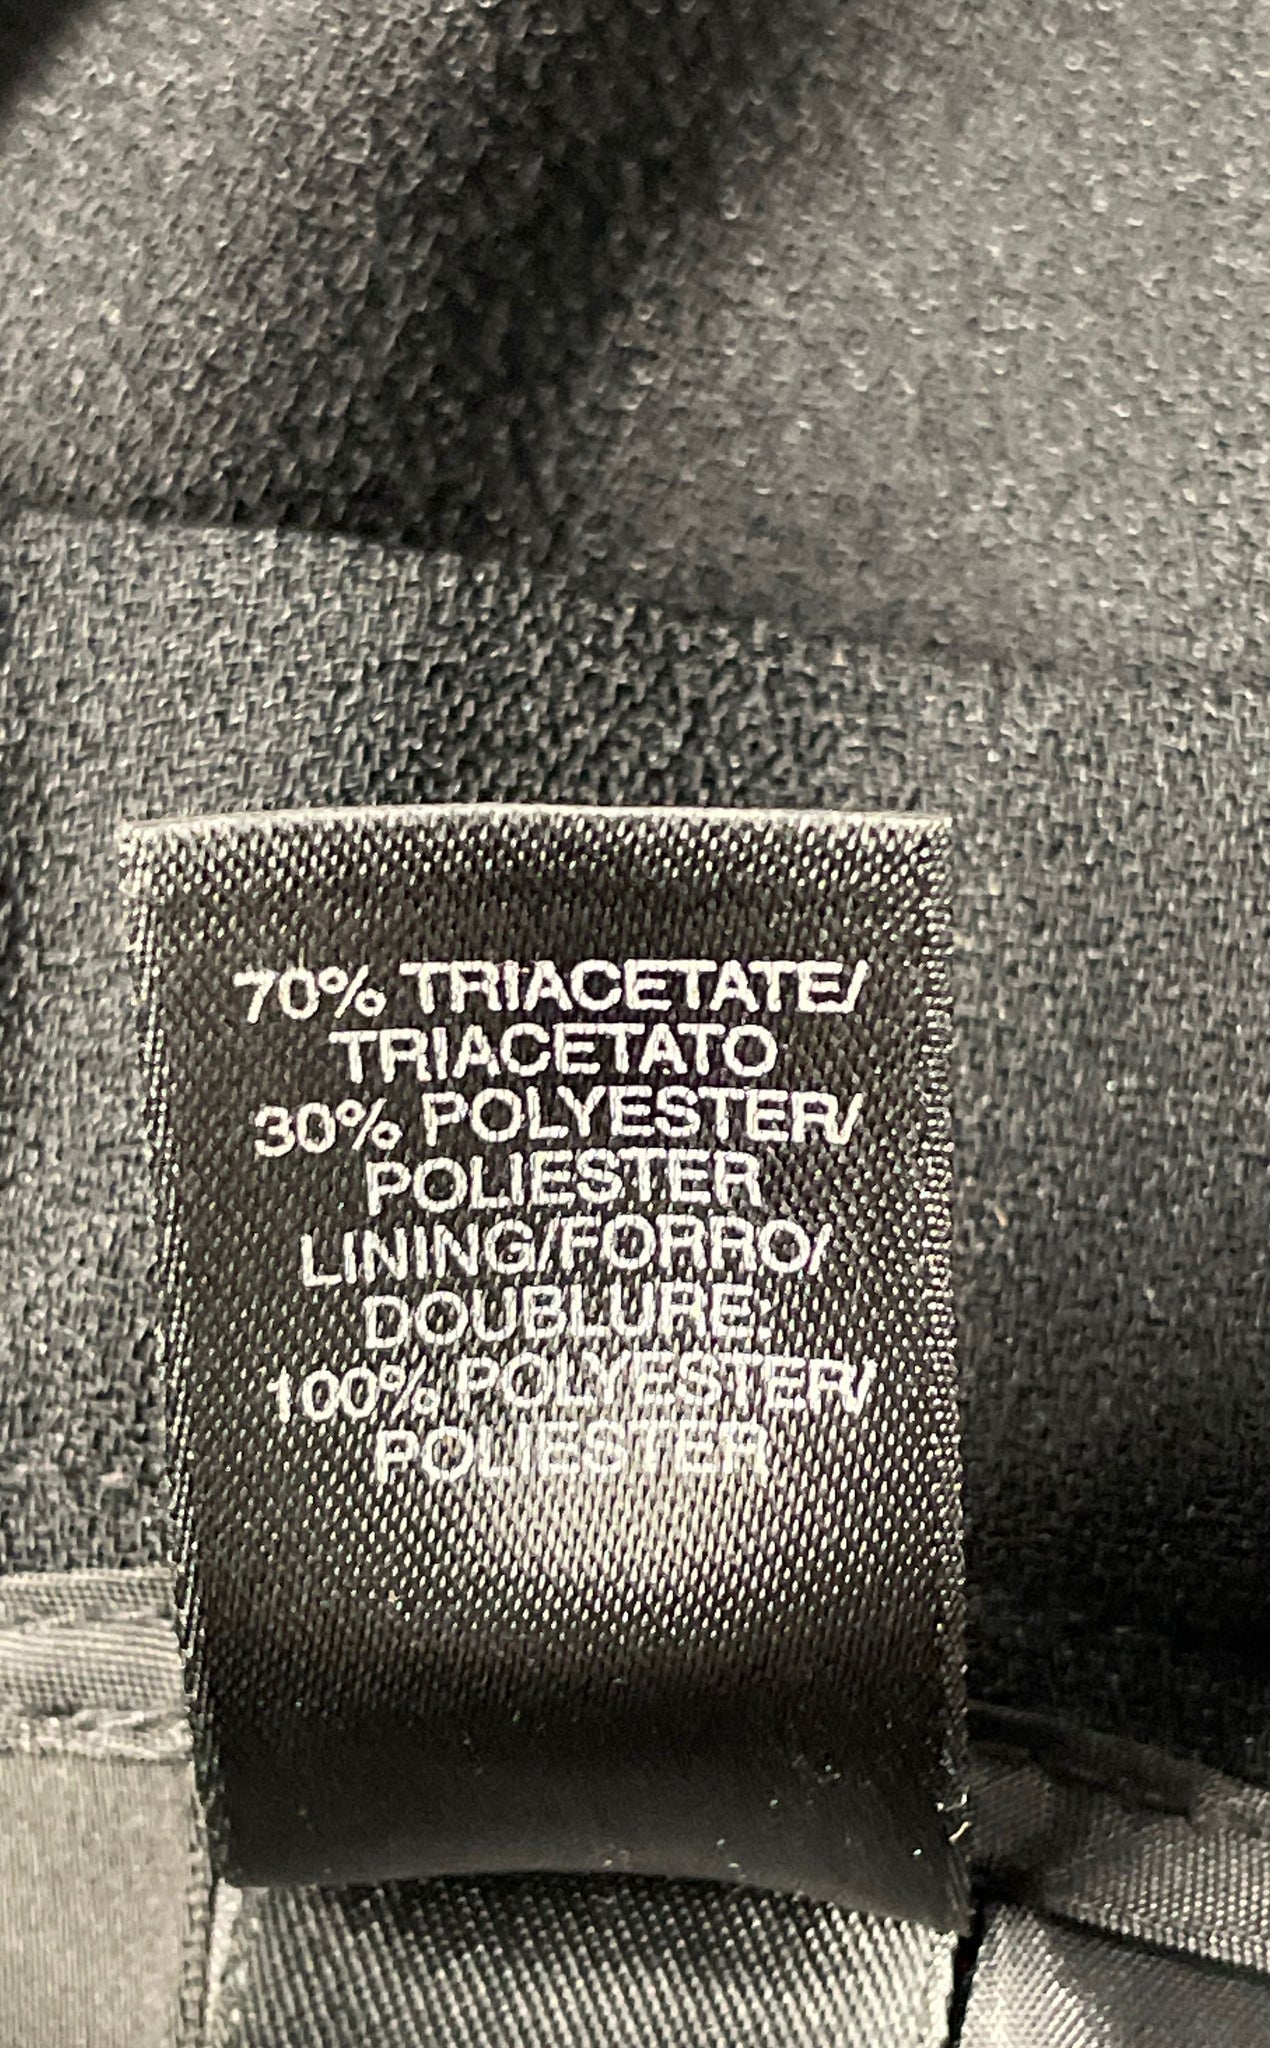 70% TRIACETATE/
TRIACETATO
30% POLYESTER/
POLIESTER
LINING/FORRO/
DOUBLURE:
100% POLYESTER/
POLIESTER